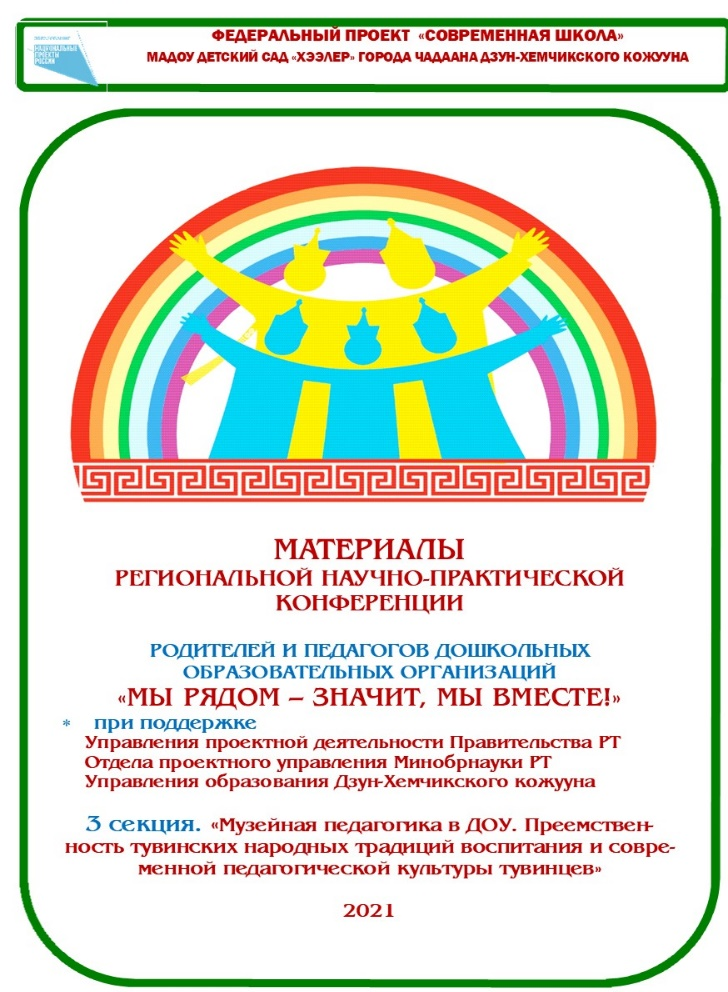 ФЕДЕРАЛЬНЫЙ ПРОЕКТ «СОВРЕМЕННАЯ ШКОЛА»
МАДОУ ДЕТСКИЙ САД «ХЭЭЛЕР» ГОРОДА ЧАДААНА ДЗУН-ХЕМЧИКСКОГО КОЖУУНА
НАЦИОНАЛЬНЫЕ
ПРОЕКТЫ
РОССИИ
МАТЕРИАЛЫ
РЕГИОНАЛЬНОЙ НАУЧНО-ПРАКТИЧЕСКОЙ
КОНФЕРЕНЦИИ
РОДИТЕЛЕЙ И ПЕДАГОГОВ ДОШКОЛЬНЫХ
ОБРАЗОВАТЕЛЬНЫХ ОРГАНИЗАЦИЙ
«МЫ РЯДОМ – ЗНАЧИТ, МЫ ВМЕСТЕ!»
* при поддержке
Управления проектной деятельности Правительства РТ
Отдела проектного управления Минобрнауки РТ
Управления образования Дзун-Хемчикского кожууна
3 секция. «Музейная педагогика в ДОУ. Преемствен-
ность тувинских народных традиций воспитания и совре-
менной педагогической культуры тувинцев»
2021